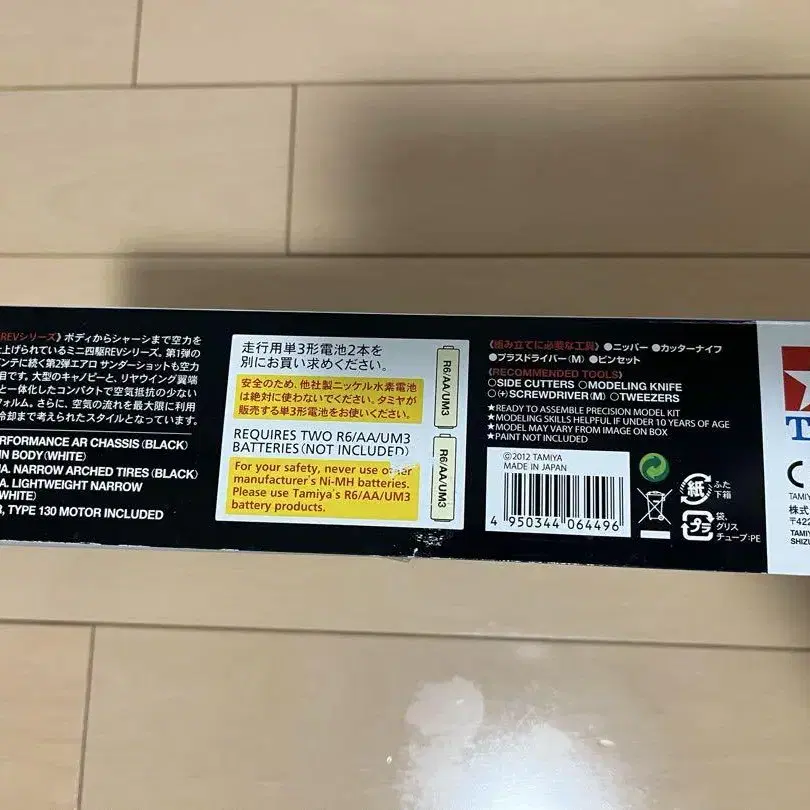 REVシリーズ》 ボディからシャーシまで空力を
上げられているミニ四駆REVシリーズ。第1弾の
ンテに続く第2弾エアロ サンダーショットも空力
目です。大型のキャノピーと、リヤウイング翼端
と一体化したコンパクトで空気抵抗の少ない
ォルム。さらに、空気の流れを最大限に利用
冷却まで考えられたスタイルとなっています。
ERFORMANCE AR CHASSIS (BLACK)
IN BODY (WHITE)
IA. NARROW ARCHED TIRES (BLACK)
A. LIGHTWEIGHT NARROW
(WHITE)
R, TYPE 130 MOTOR INCLUDED
走行用単3形電池2本を
別にお買い求めください。
安全のため、他社製ニッケル水素電池
は絶対に使わないでください。タミヤが
販売する単3形電池をお使いください。
REQUIRES TWO R6/AA/UM3
BATTERIES (NOT INCLUDED)
For your safety, never use other
manufacturer's Ni-MH batteries.
Please use Tamiya's R6/AA/UM3
battery products.
R6/AA/UM3
R6/AA/UM3
《組み立てに必要な工具》 ●ニッパー ●カッターナイフ
●プラスドライバー(M) ●ピンセット
《RECOMMENDED TOOLS》
○SIDE CUTTERS ○MODELING KNIFE
○(+)SCREWDRIVER (M) ○TWEEZERS
★READY TO ASSEMBLE PRECISION MODEL KIT
★MODELING SKILLS HELPFUL IF UNDER 10 YEARS OF AGE
★MODEL MAY VARY FROM IMAGE ON BOX
★PAINT NOT INCLUDED
©2012 TAMIYA
MADE IN JAPAN
4 950344 064496
紙
ふた
下箱
プラ
袋、
グリス
チューブ:PE
T
CE
TAMIY
株式
〒422
TAMIY
SHIZU